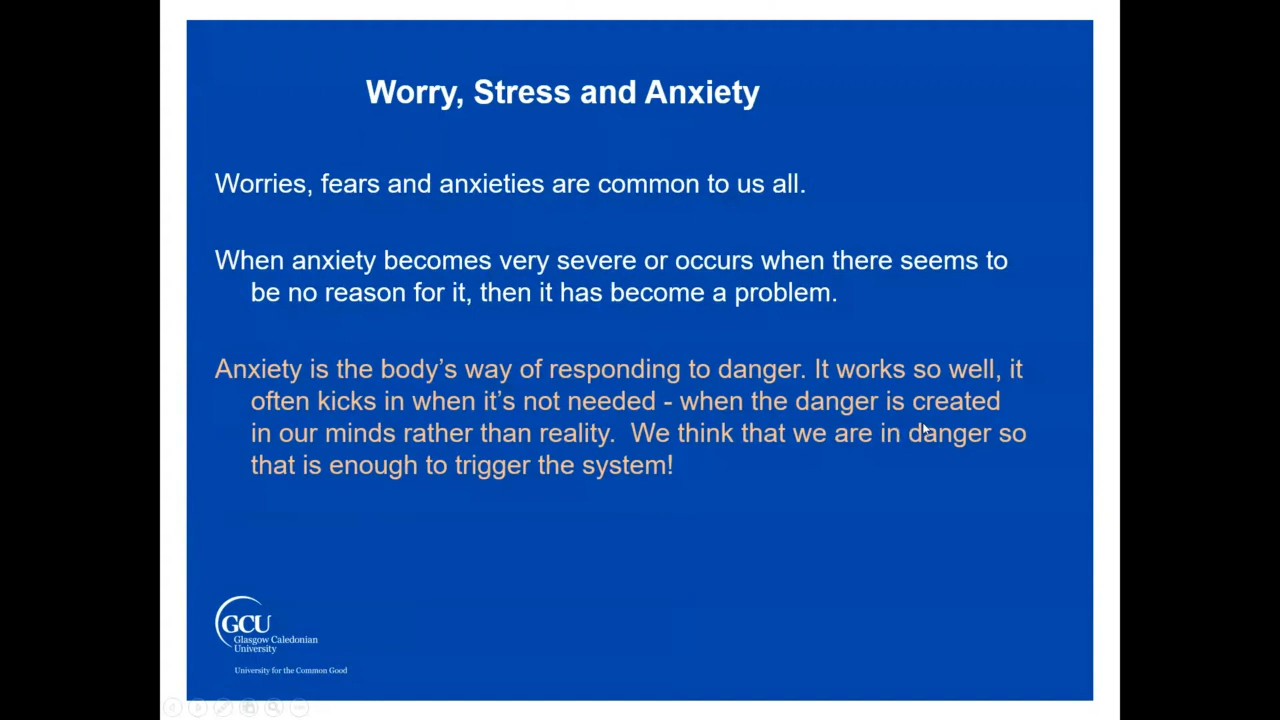 Worry, Stress and Anxiety
Worries, fears and anxieties are common to us all.
When anxiety becomes very severe or occurs when there seems to
be no reason for it, then it has become a problem.
Anxiety is the body’s way of responding to danger. It works so well, it
often kicks in when it’s not needed - when the danger is created
in our minds rather than reality.  We think that we are in danger so
that is enough to trigger the system!
GCU
Glasgow Caledonian
University
University for the Common Good